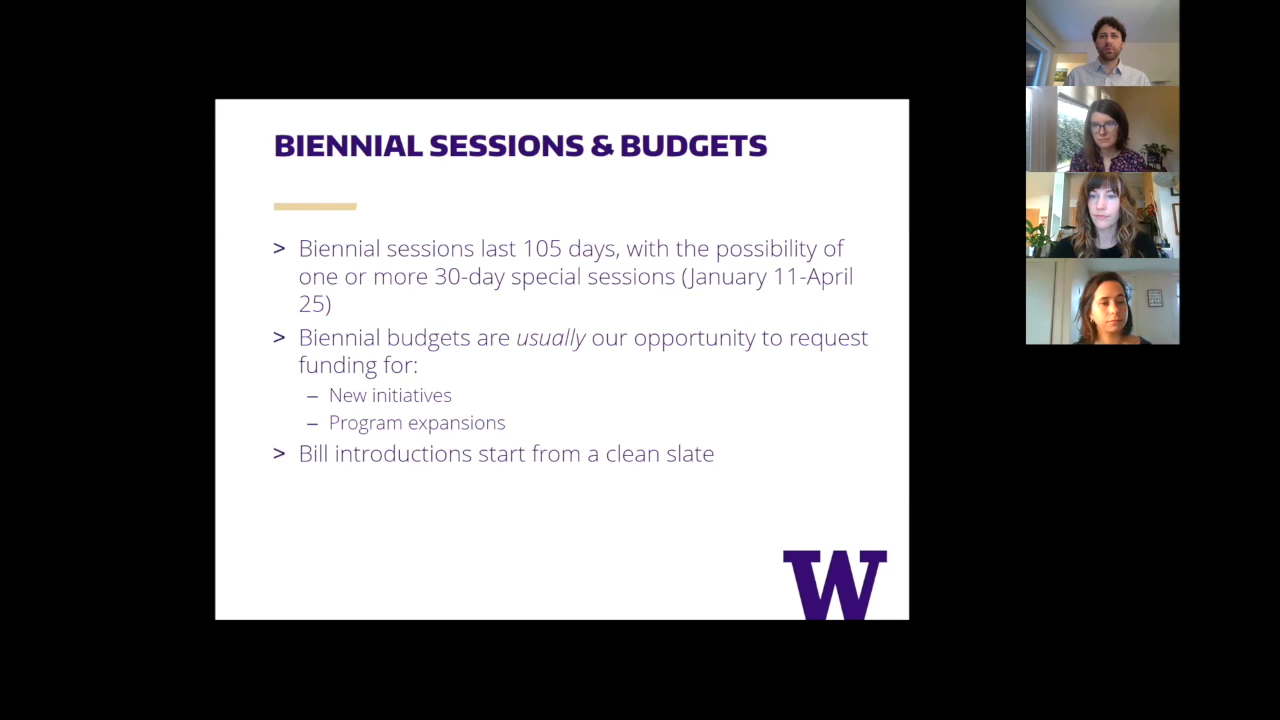 BIENNIAL SESSIONS & BUDGETS
> Biennial sessions last 105 days, with the possibility of
one or more 30-day special sessions (January 11-April
25)
> Biennial budgets are usually our opportunity to request
funding for:
– New initiatives
– Program expansions
> Bill introductions start from a clean slate
W